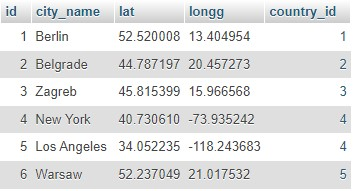 id city_name lat longg country_id
1 Berlin 52.520008 13.404954 1
2 Belgrade 44.787197 20.457273 2
3 Zagreb 45.815399 15.966568 3
4 New York 40.730610 -73.935242 4
5 Los Angeles 34.052235 -118.243683 4
6 Warsaw 52.237049 21.017532 5